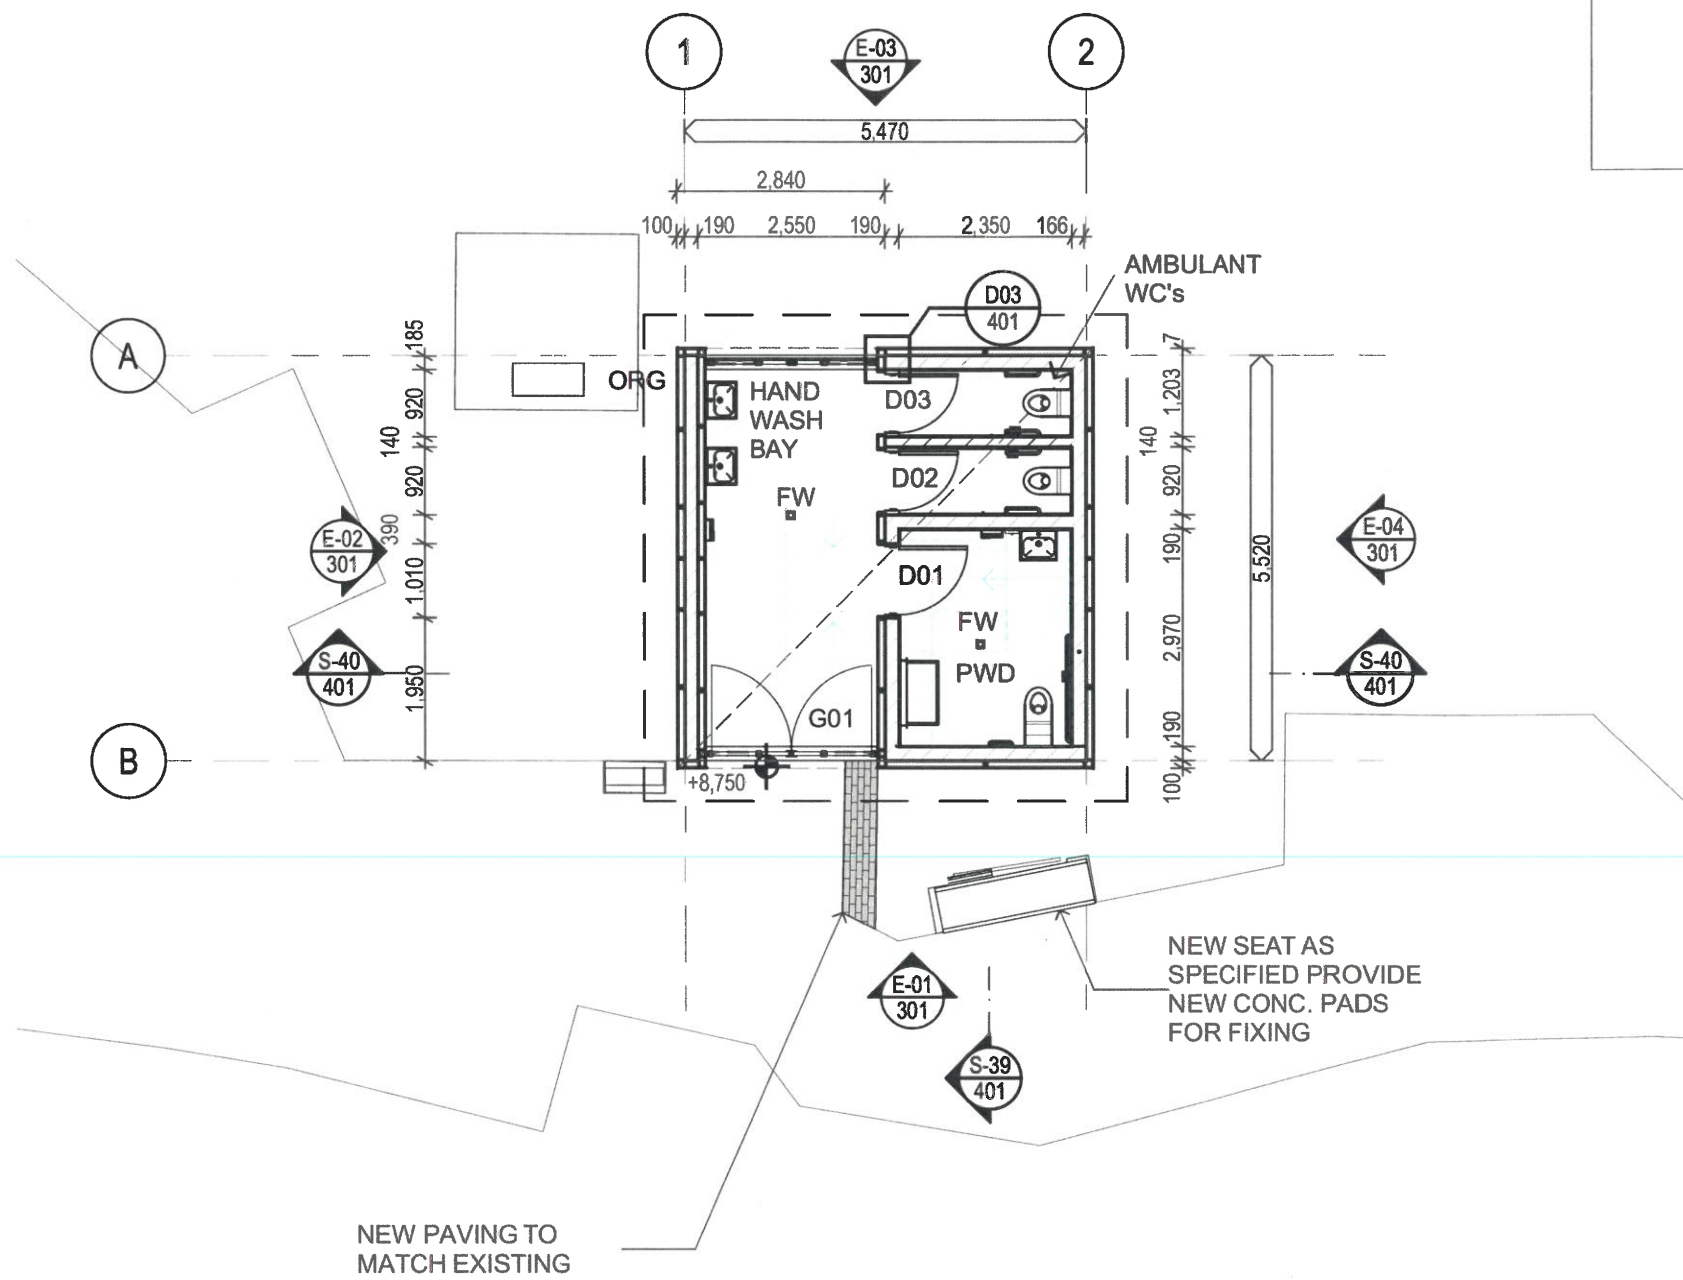 1
2
E-03
301
5,470
2,840
100
190
2,550
190
2,350
166
AMBULANT
WC's
D03
401
A
185
7
ORG
HAND
WASH
BAY
D03
920
140
920
390
1,010
1,950
1,203
140
920
190
2,970
190
100
D02
FW
E-02
301
E-04
301
5,520
D01
FW
PWD
S-40
401
S-40
401
G01
B
+8,750
NEW SEAT AS
SPECIFIED PROVIDE
NEW CONC. PADS
FOR FIXING
E-01
301
S-39
401
NEW PAVING TO
MATCH EXISTING